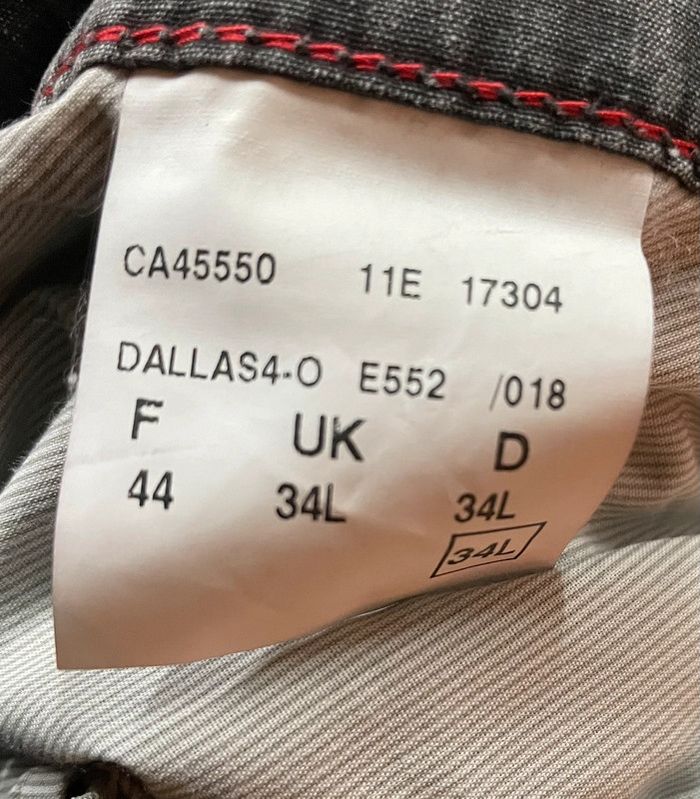 CA45550 11E 17304
DALLAS4-O E552 /018
F UK D
44 34L 34L
34L